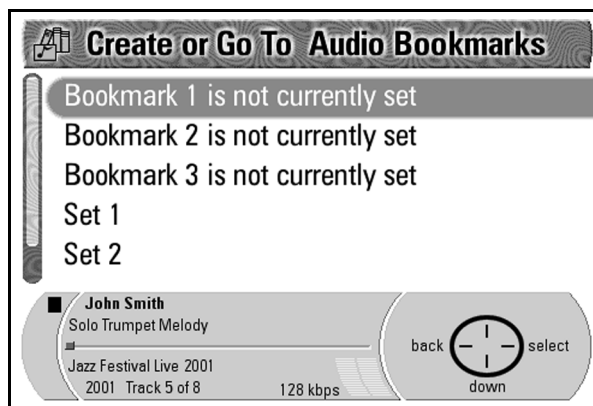 Create or Go To Audio Bookmarks
Bookmark 1 is not currently set
Bookmark 2 is not currently set
Bookmark 3 is not currently set
Set 1
Set 2
John Smith
Solo Trumpet Melody
Jazz Festival Live 2001
2001 Track 5 of 8 128 kbps
back select
down